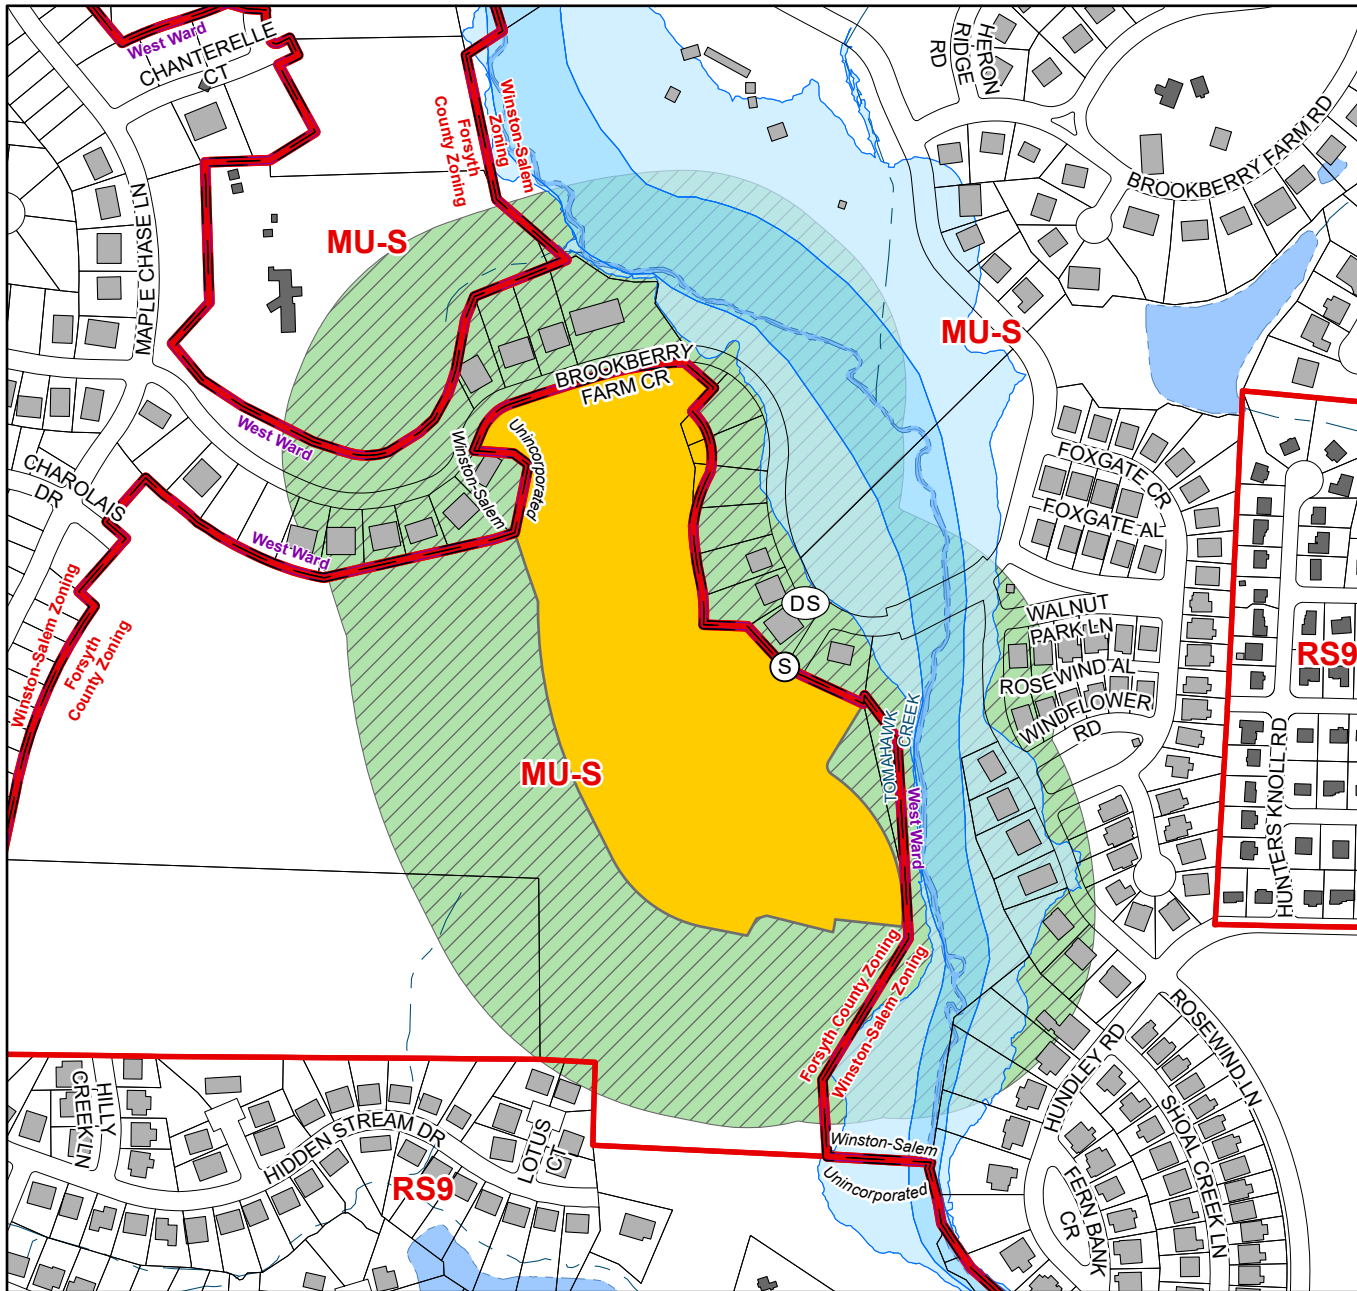 West Ward
CHANTERELLE
CT
HERON
RIDGE
RD
Winston-Salem
Zoning
Forsyth
County Zoning
BROOKBERRY FARM RD
MAPLE CHASE LN
MU-S
MU-S
BROOKBERRY
FARM CR
West Ward
Unincorporated
Winston-Salem
CHAROLAIS
DR
West Ward
FOXGATE CR
FOXGATE AL
DS
WALNUT
PARK LN
Winston-Salem Zoning
Forsyth
County Zoning
S
ROSEWIND AL
RS9
WINDFLOWER
RD
TOMAHAWK
CREEK
MU-S
HUNTERS KNOLL RD
West Ward
Forsyth County Zoning
Winston-Salem Zoning
ROSEWIND LN
HUNDLEY RD
HILLY
CREEK LN
HIDDEN STREAM DR
LOTUS
CT
SHOAL CREEK LN
Winston-Salem
Unincorporated
RS9
FERN BANK
CR